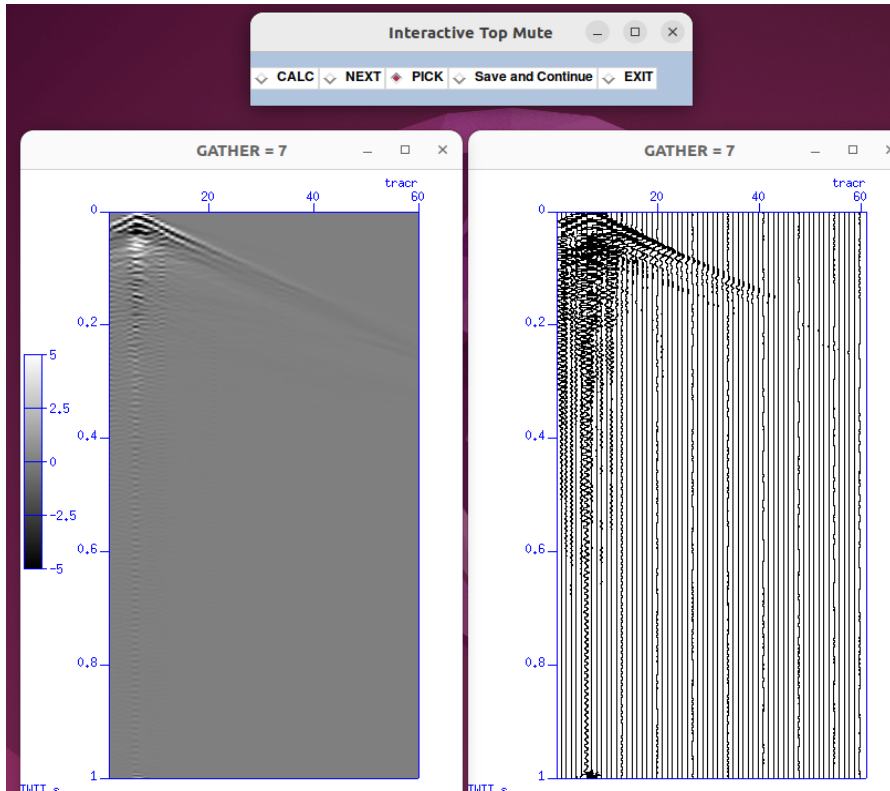 Interactive Top Mute
CALC NEXT PICK Save and Continue EXIT
GATHER = 7
tracr
20 40 60
0
0.2
0.4
0.6
0.8
1
5
2.5
0
-2.5
-5
GATHER = 7
tracr
20 40 60
0
0.2
0.4
0.6
0.8
1